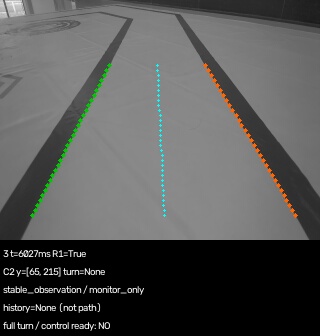 3 t=6027ms R1=True
C2 y=[65, 215] turn=None
stable_observation / monitor_only
history=None (not path)
full turn / control ready: NO